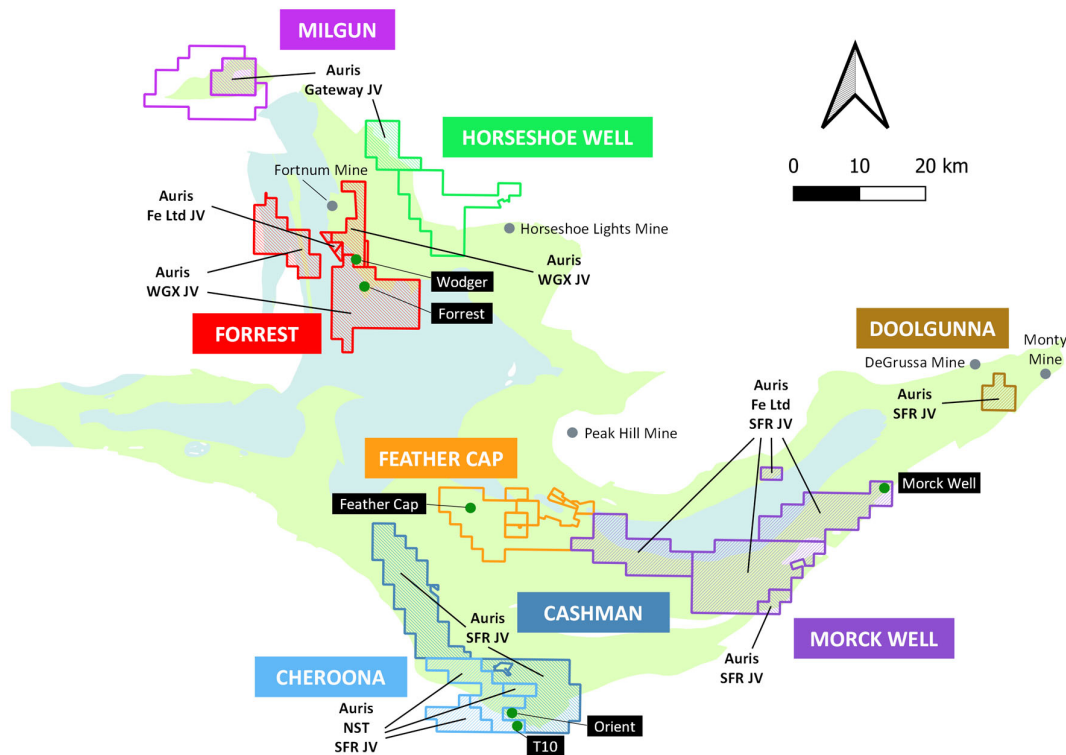 MILGUN
Auris
Gateway JV
HORSESHOE WELL
0 10 20 km
Fortnum Mine
Auris
Fe Ltd JV
Horseshoe Lights Mine
Auris
WGX JV
Auris
WGX JV
Wodger
Forrest
FORREST
DOOLGUNNA
Monty
Mine
DeGrussa Mine
Auris
SFR JV
Auris
Fe Ltd
SFR JV
Peak Hill Mine
FEATHER CAP
Feather Cap
Morck Well
CASHMAN
Auris
SFR JV
MORCK WELL
Auris
SFR JV
CHEROONA
Auris
NST
SFR JV
Orient
T10